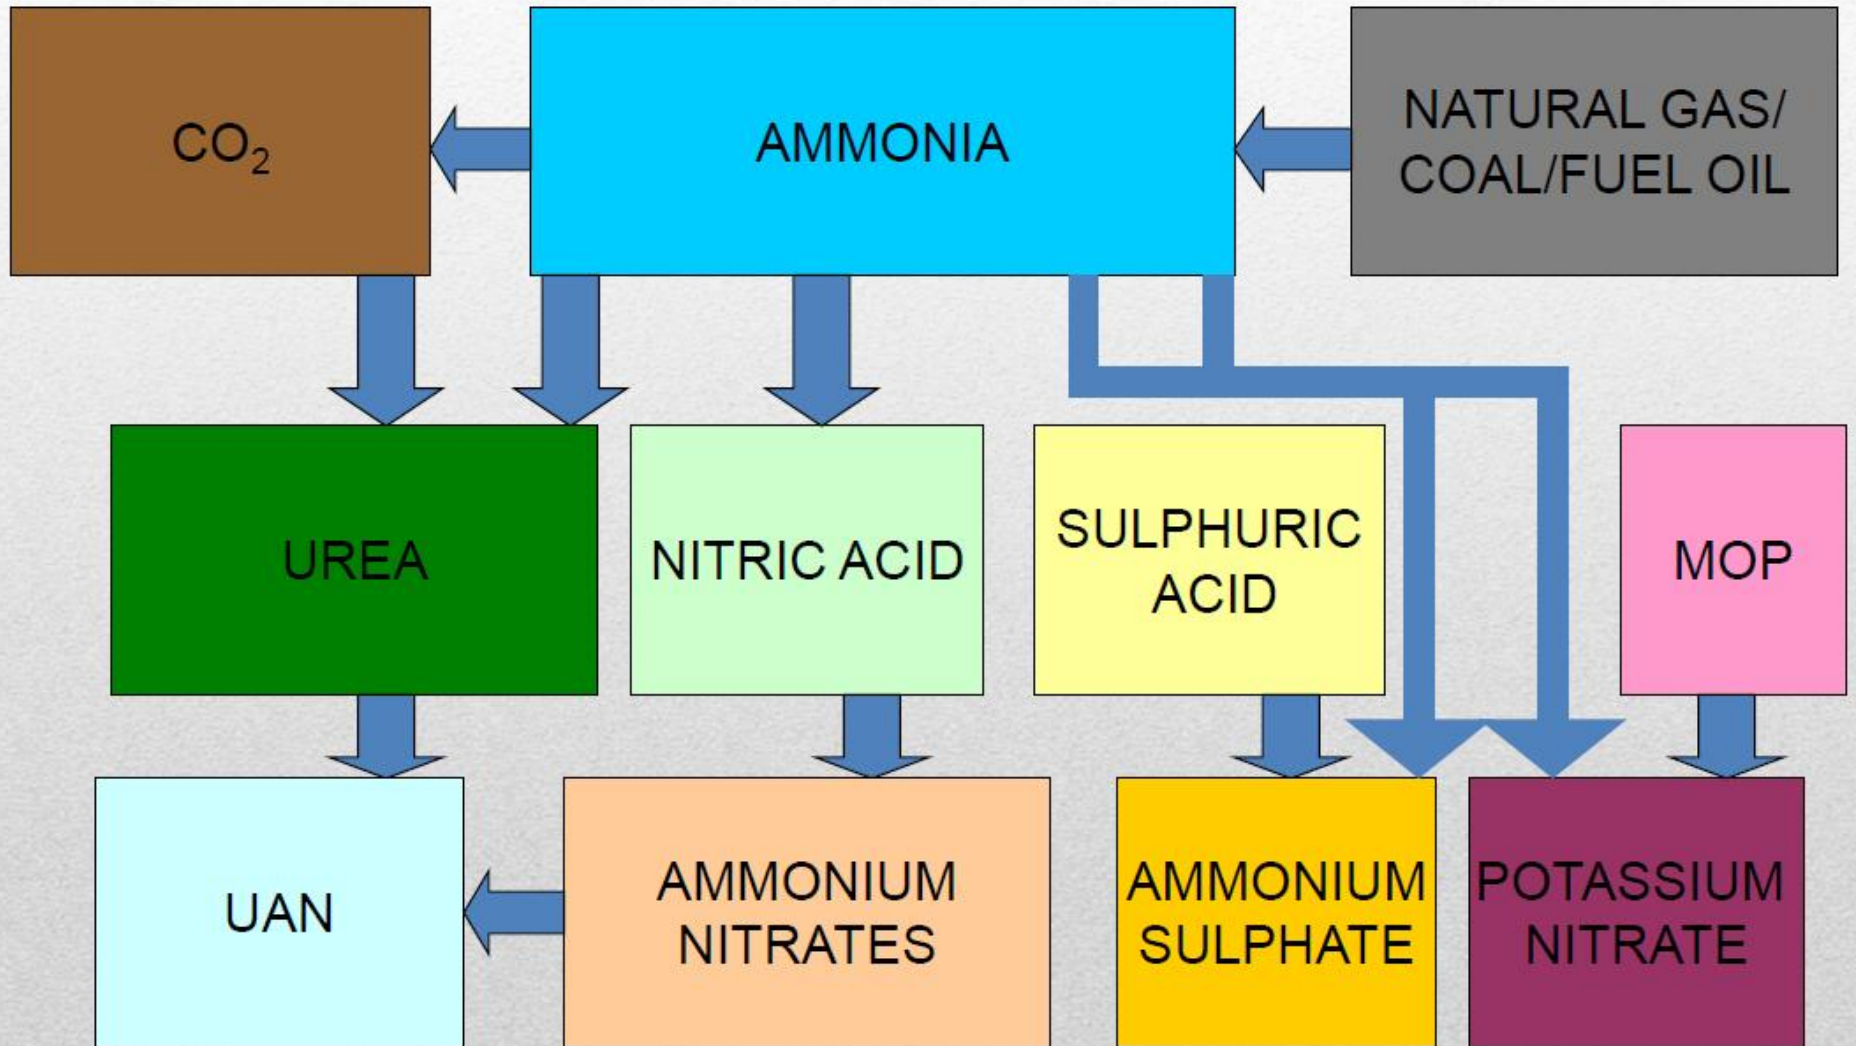 CO₂
AMMONIA
NATURAL GAS/
COAL/FUEL OIL
UREA
NITRIC ACID
SULPHURIC
ACID
MOP
UAN
AMMONIUM
NITRATES
AMMONIUM
SULPHATE
POTASSIUM
NITRATE